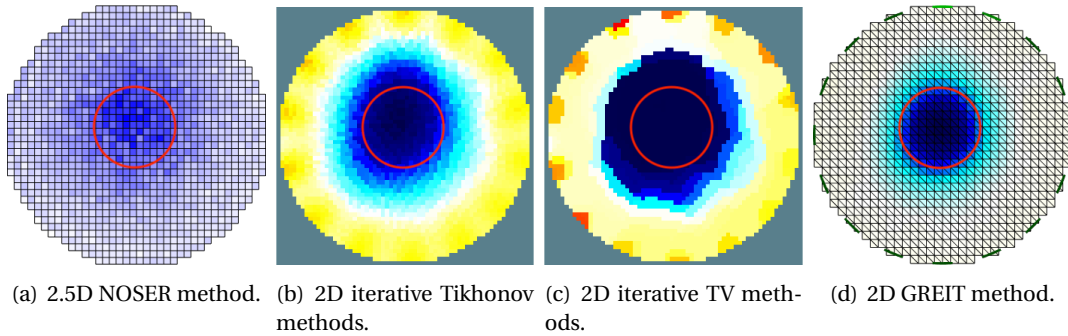 (a) 2.5D NOSER method.
(b) 2D iterative Tikhonov
methods.
(c) 2D iterative TV meth-
ods.
(d) 2D GREIT method.